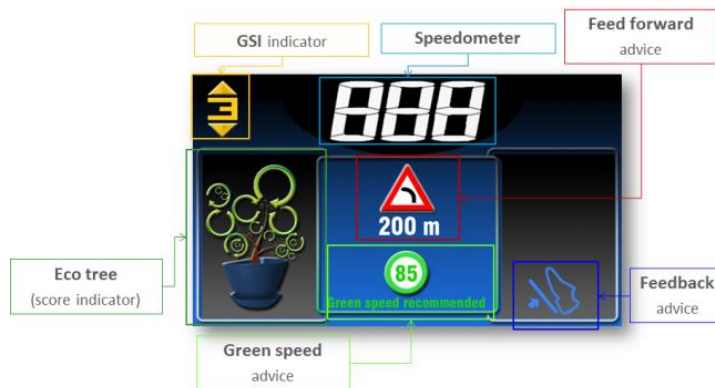 GSI indicator
Speedometer
Feed forward
advice
3
888
200 m
85
Green speed recommended
Eco tree
(score indicator)
Feedback
advice
Green speed
advice